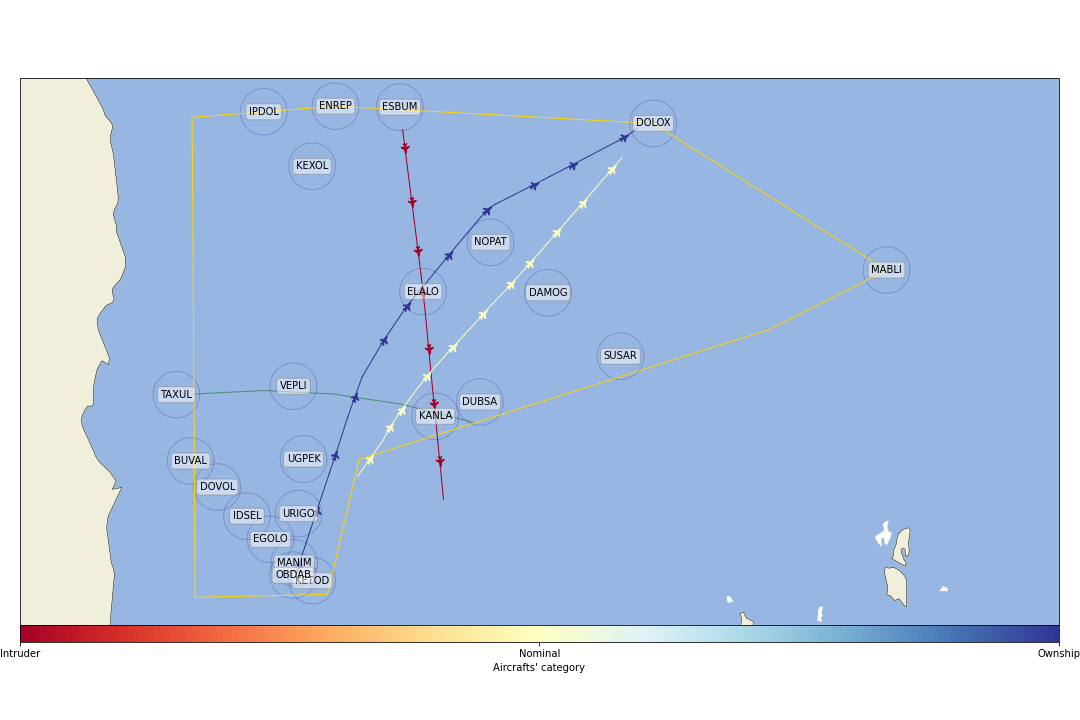 IPDOL
ENREP
ESBUM
DOLOX
KEXOL
NOPAT
MABLI
ELALO
DAMOG
SUSAR
VEPLI
TAXUL
DUBSA
KANLA
UGPEK
BUVAL
DOVOL
IDSEL
URIGO
EGOLO
MANIM
OBDAB
KETOD
Intruder Nominal Ownship
Aircrafts' category